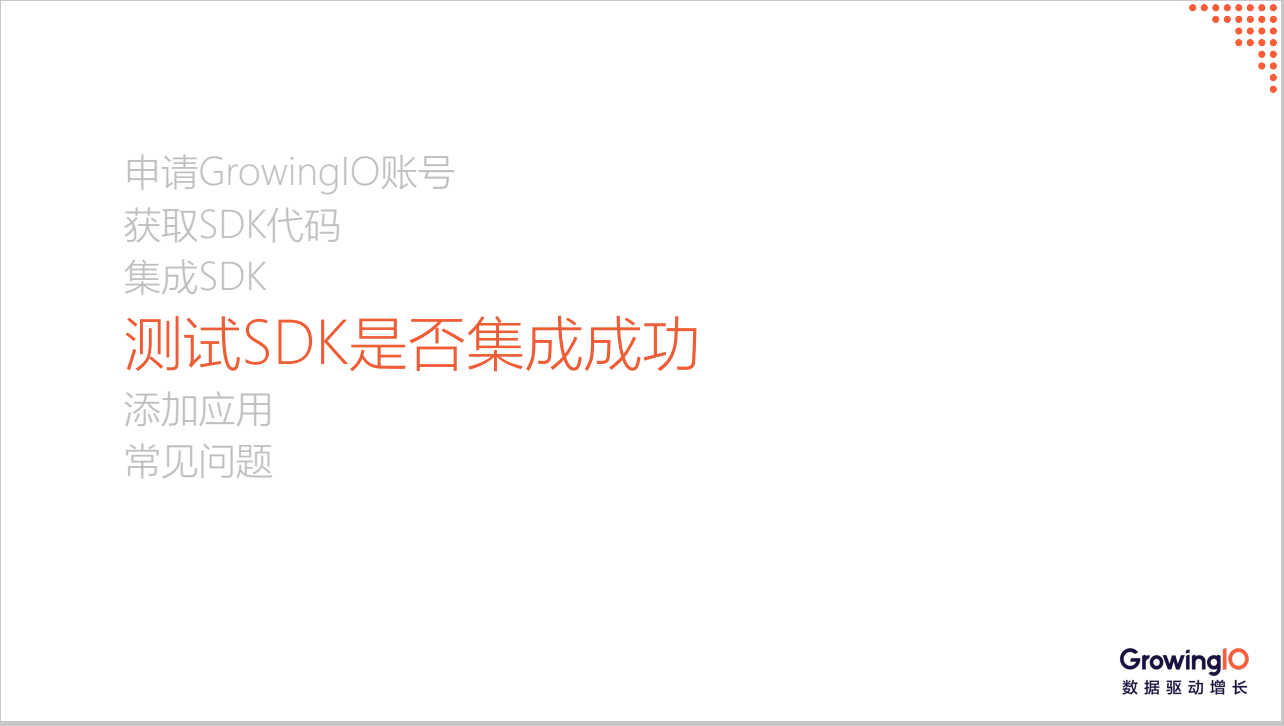 申请GrowingIO账号
获取SDK代码
集成SDK
测试SDK是否集成成功
添加应用
常见问题
GrowingIO
数据驱动增长